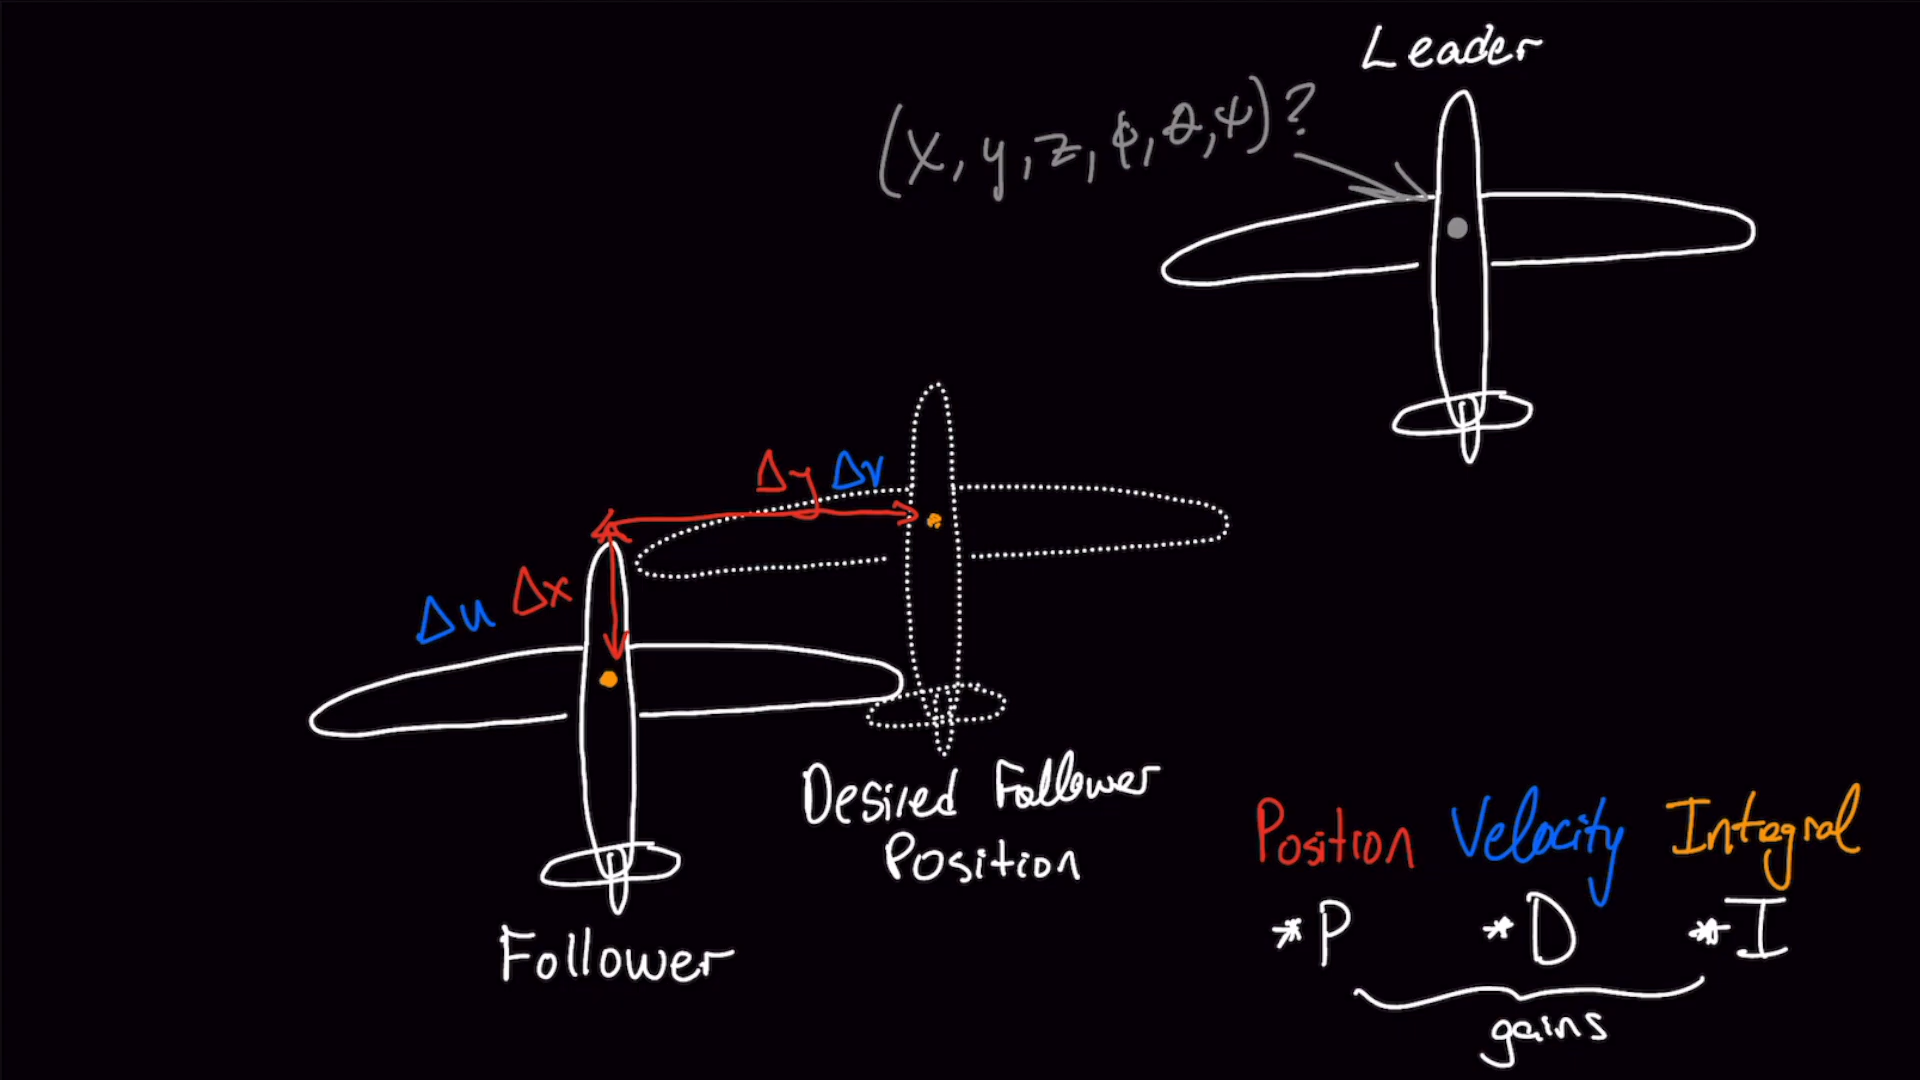 Leader
(x, y, z, ϕ, θ, ψ)?
Δy Δv
Δu Δx
Desired Follower
Position
Follower
Position Velocity Integral
*P *D *I
gains